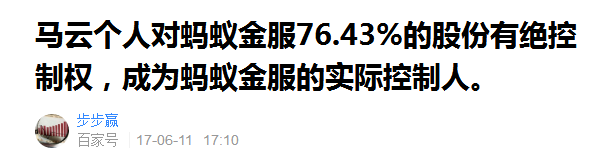 马云个人对蚂蚁金服76.43%的股份有绝控
制权，成为蚂蚁金服的实际控制人。
步步赢
百家号 17-06-11 17:10